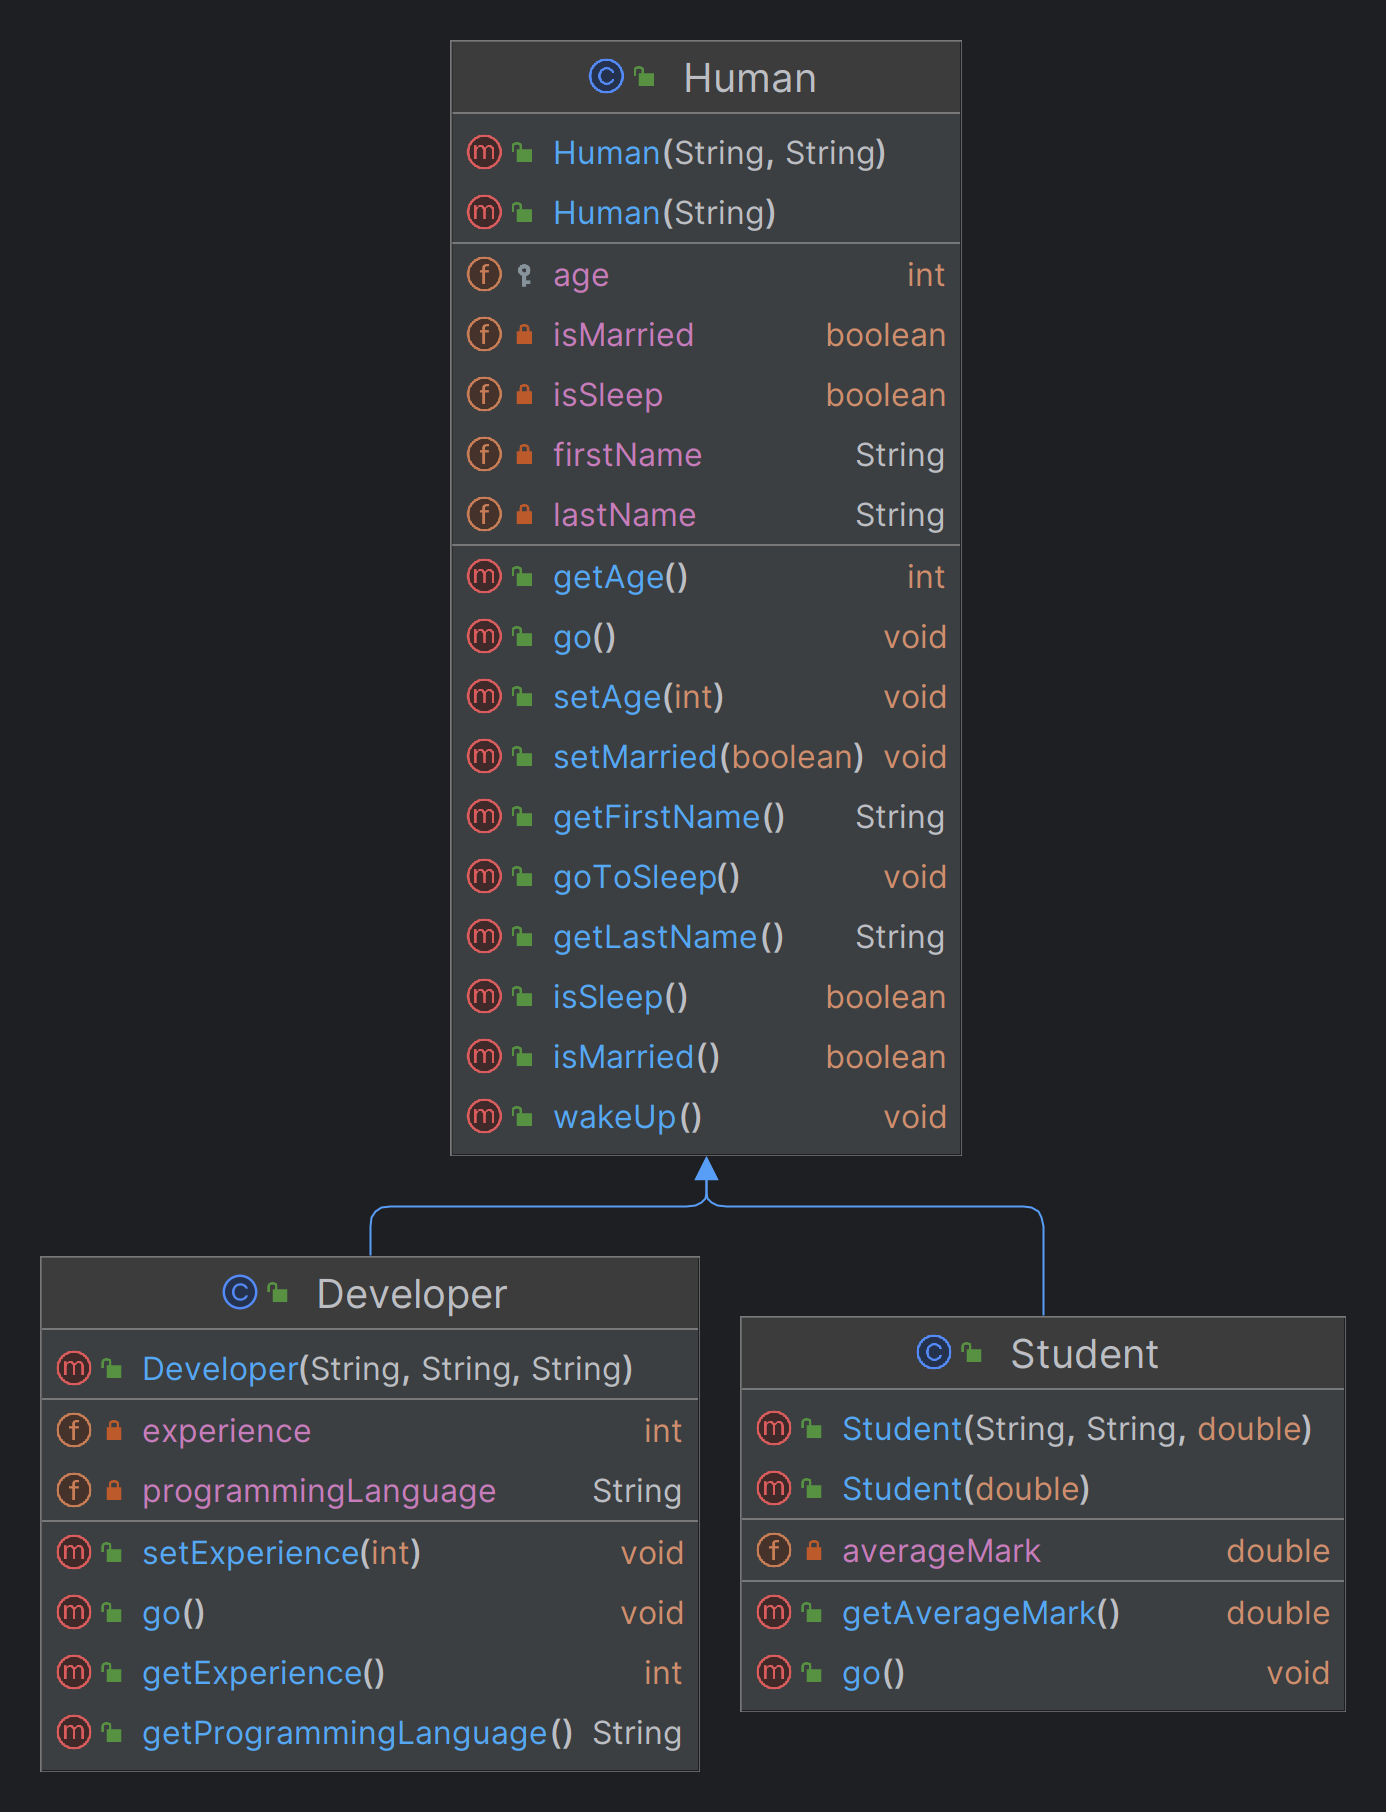 Human
Human(String, String)
Human(String)
age int
isMarried boolean
isSleep boolean
firstName String
lastName String
getAge() int
go() void
setAge(int) void
setMarried(boolean) void
getFirstName() String
goToSleep() void
getLastName() String
isSleep() boolean
isMarried() boolean
wakeUp() void
Developer
Developer(String, String, String)
experience int
programmingLanguage String
setExperience(int) void
go() void
getExperience() int
getProgrammingLanguage() String
Student
Student(String, String, double)
Student(double)
averageMark double
getAverageMark() double
go() void